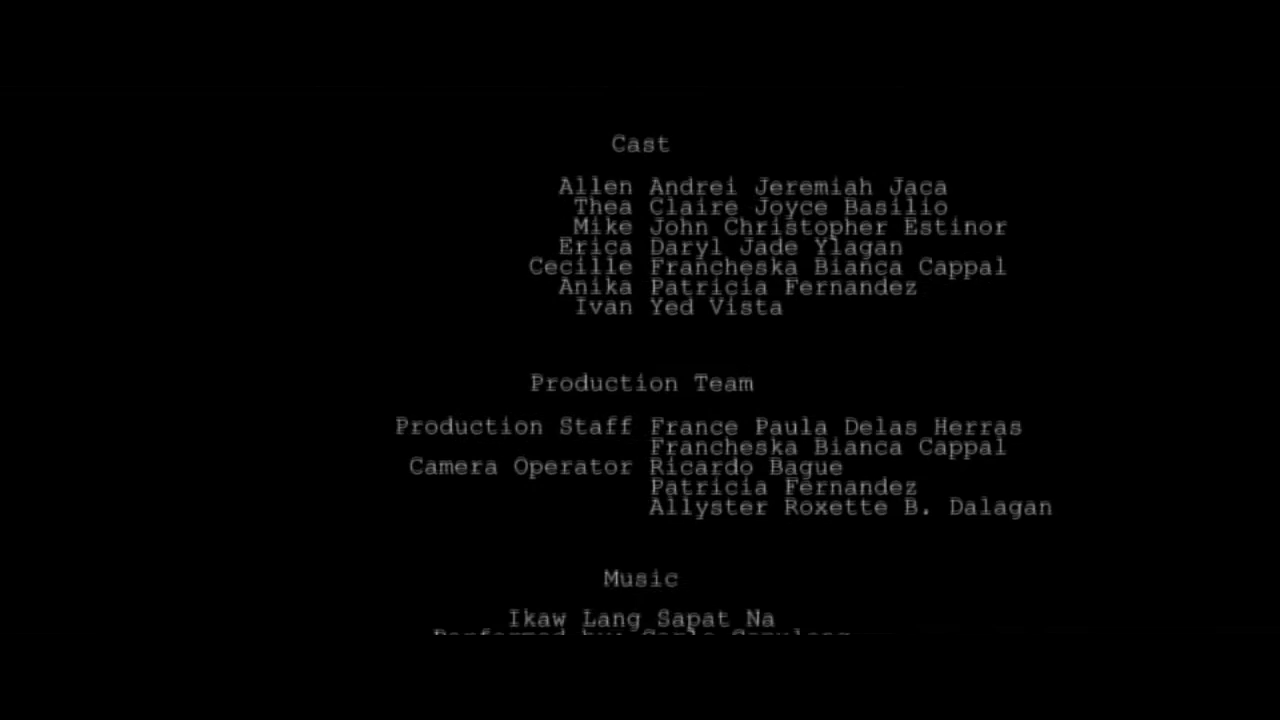 Cast
Allen Andrei Jeremiah Jaca
Thea Claire Joyce Basilio
Mike John Christopher Estinor
Erica Daryl Jade Ylagan
Cecille Francheska Bianca Cappal
Anika Patricia Fernandez
Ivan Yed Vista
Production Team
Production Staff France Paula Delas Herras
Francheska Bianca Cappal
Camera Operator Ricardo Bague
Patricia Fernandez
Allyster Roxette B. Dalagan
Music
Ikaw Lang Sapat Na
Performed by: